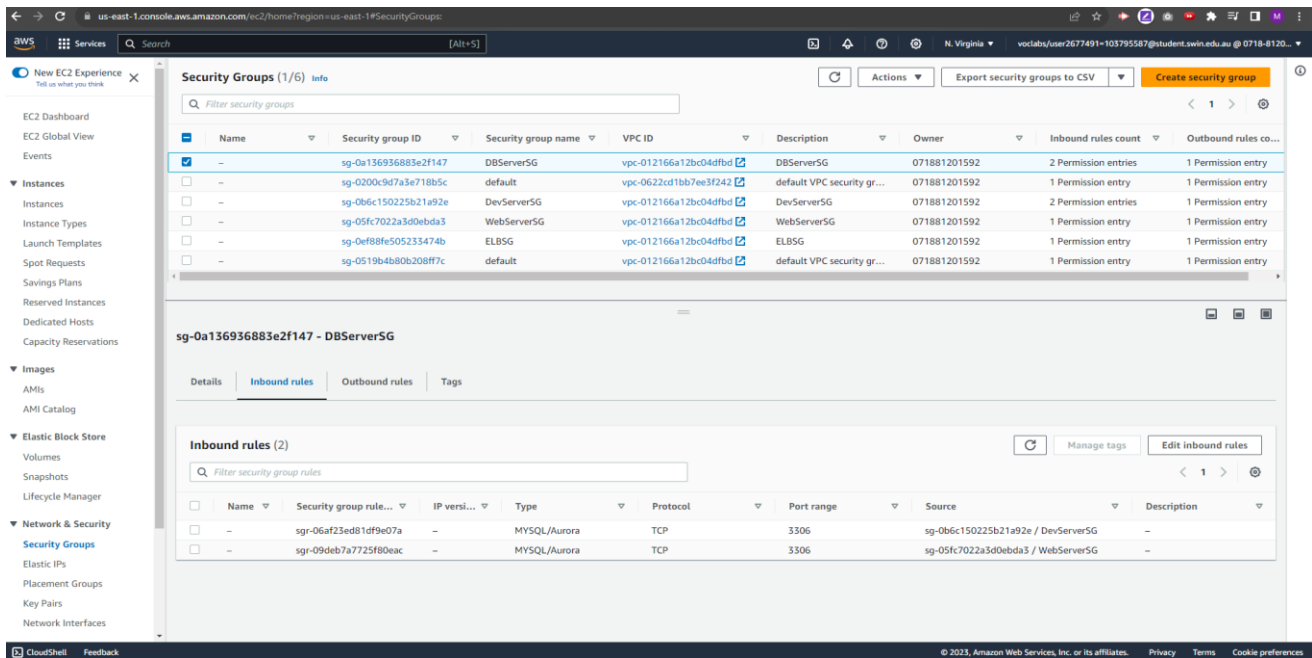 us-east-1.console.aws.amazon.com/ec2/home?region=us-east-1#SecurityGroups:
M
aws Services Search [Alt+S] N. Virginia voclabs/user2677491=103795587@student.swin.edu.au @ 0718-8120...
New EC2 Experience
Tell us what you think
EC2 Dashboard
EC2 Global View
Events
Instances
Instances
Instance Types
Launch Templates
Spot Requests
Savings Plans
Reserved Instances
Dedicated Hosts
Capacity Reservations
Images
AMIs
AMI Catalog
Elastic Block Store
Volumes
Snapshots
Lifecycle Manager
Network & Security
Security Groups
Elastic IPs
Placement Groups
Key Pairs
Network Interfaces
Security Groups (1/6) Info Actions Export security groups to CSV Create security group
Filter security groups 1
Name Security group ID Security group name VPC ID Description Owner Inbound rules count Outbound rules co...
– sg-0a136936883e2f147 DBServerSG vpc-012166a12bc04dfbd DBServerSG 071881201592 2 Permission entries 1 Permission entry
– sg-0200c9d7a3e718b5c default vpc-0622cd1bb7ee3f242 default VPC security gr... 071881201592 1 Permission entry 1 Permission entry
– sg-0b6c150225b21a92e DevServerSG vpc-012166a12bc04dfbd DevServerSG 071881201592 2 Permission entries 1 Permission entry
– sg-05fc7022a3d0ebda3 WebServerSG vpc-012166a12bc04dfbd WebServerSG 071881201592 1 Permission entry 1 Permission entry
– sg-0ef88fe505233474b ELBSG vpc-012166a12bc04dfbd ELBSG 071881201592 1 Permission entry 1 Permission entry
– sg-0519b4b80b208ff7c default vpc-012166a12bc04dfbd default VPC security gr... 071881201592 1 Permission entry 1 Permission entry
sg-0a136936883e2f147 - DBServerSG
Details Inbound rules Outbound rules Tags
Inbound rules (2) Manage tags Edit inbound rules
Filter security group rules 1
Name Security group rule... IP versi... Type Protocol Port range Source Description
– sgr-06af23ed81df9e07a – MYSQL/Aurora TCP 3306 sg-0b6c150225b21a92e / DevServerSG –
– sgr-09deb7a7725f80eac – MYSQL/Aurora TCP 3306 sg-05fc7022a3d0ebda3 / WebServerSG –
CloudShell Feedback © 2023, Amazon Web Services, Inc. or its affiliates. Privacy Terms Cookie preferences